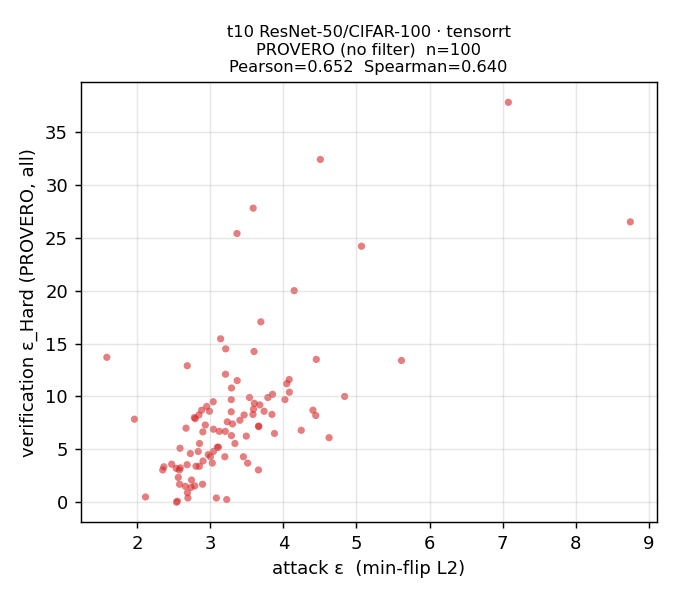 t10 ResNet-50/CIFAR-100 · tensorrt
PROVERO (no filter)  n=100
Pearson=0.652  Spearman=0.640
verification ε_Hard (PROVERO, all)
35
30
25
20
15
10
5
0
2 3 4 5 6 7 8 9
attack ε  (min-flip L2)